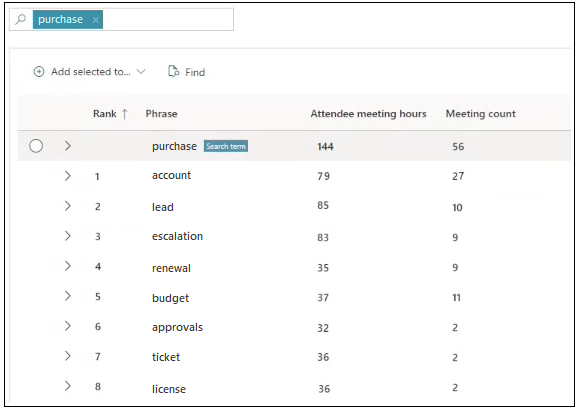 purchase ×
Add selected to... Find
Rank ↑ Phrase Attendee meeting hours Meeting count
purchase Search term 144 56
1 account 79 27
2 lead 85 10
3 escalation 83 9
4 renewal 35 9
5 budget 37 11
6 approvals 32 2
7 ticket 36 2
8 license 36 2